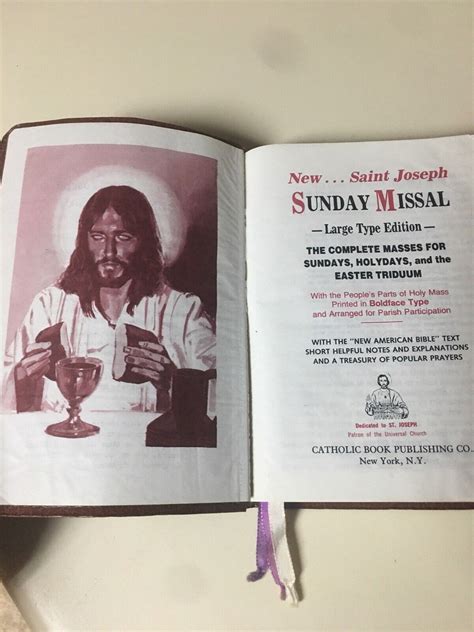 New... Saint Joseph
SUNDAY MISSAL
—Large Type Edition—
THE COMPLETE MASSES FOR
SUNDAYS, HOLYDAYS, and the
EASTER TRIDUUM
With the People's Parts of Holy Mass
Printed in Boldface Type
and Arranged for Parish Participation
WITH THE "NEW AMERICAN BIBLE" TEXT
SHORT HELPFUL NOTES AND EXPLANATIONS
AND A TREASURY OF POPULAR PRAYERS
Dedicated to ST. JOSEPH
Patron of the Universal Church
CATHOLIC BOOK PUBLISHING CO.
New York, N.Y.